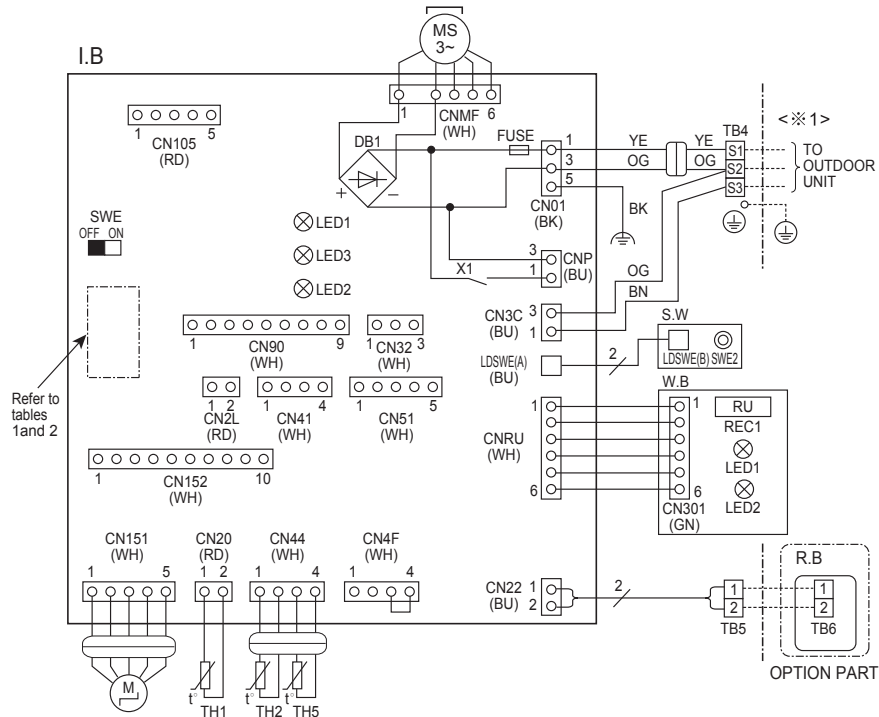 MS
3~
I.B
1 6
CNMF
(WH)
1 5
CN105
(RD)
DB1
+ −
FUSE
1
3
5
CN01
(BK)
YE YE
OG OG
TB4
S1
S2
S3
<※1>
TO
OUTDOOR
UNIT
BK
SWE
OFF ON
LED1
LED3
LED2
X1
3
1
CNP
(BU)
OG
BN
CN3C
(BU)
3
1
S.W
LDSWE(A)
(BU)
2
LDSWE(B) SWE2
1 9
CN90
(WH)
1 3
CN32
(WH)
Refer to
tables
1and 2
1 2
CN2L
(RD)
1 4
CN41
(WH)
1 5
CN51
(WH)
W.B
1
6
CNRU
(WH)
1
6
CN301
(GN)
RU
REC1
LED1
LED2
1 10
CN152
(WH)
CN151
(WH)
1 5
CN20
(RD)
1 2
CN44
(WH)
1 4
CN4F
(WH)
1 4
CN22
(BU)
1
2
2
1
2
TB5
R.B
1
2
TB6
OPTION PART
M
t°
TH1
t°
TH2
t°
TH5